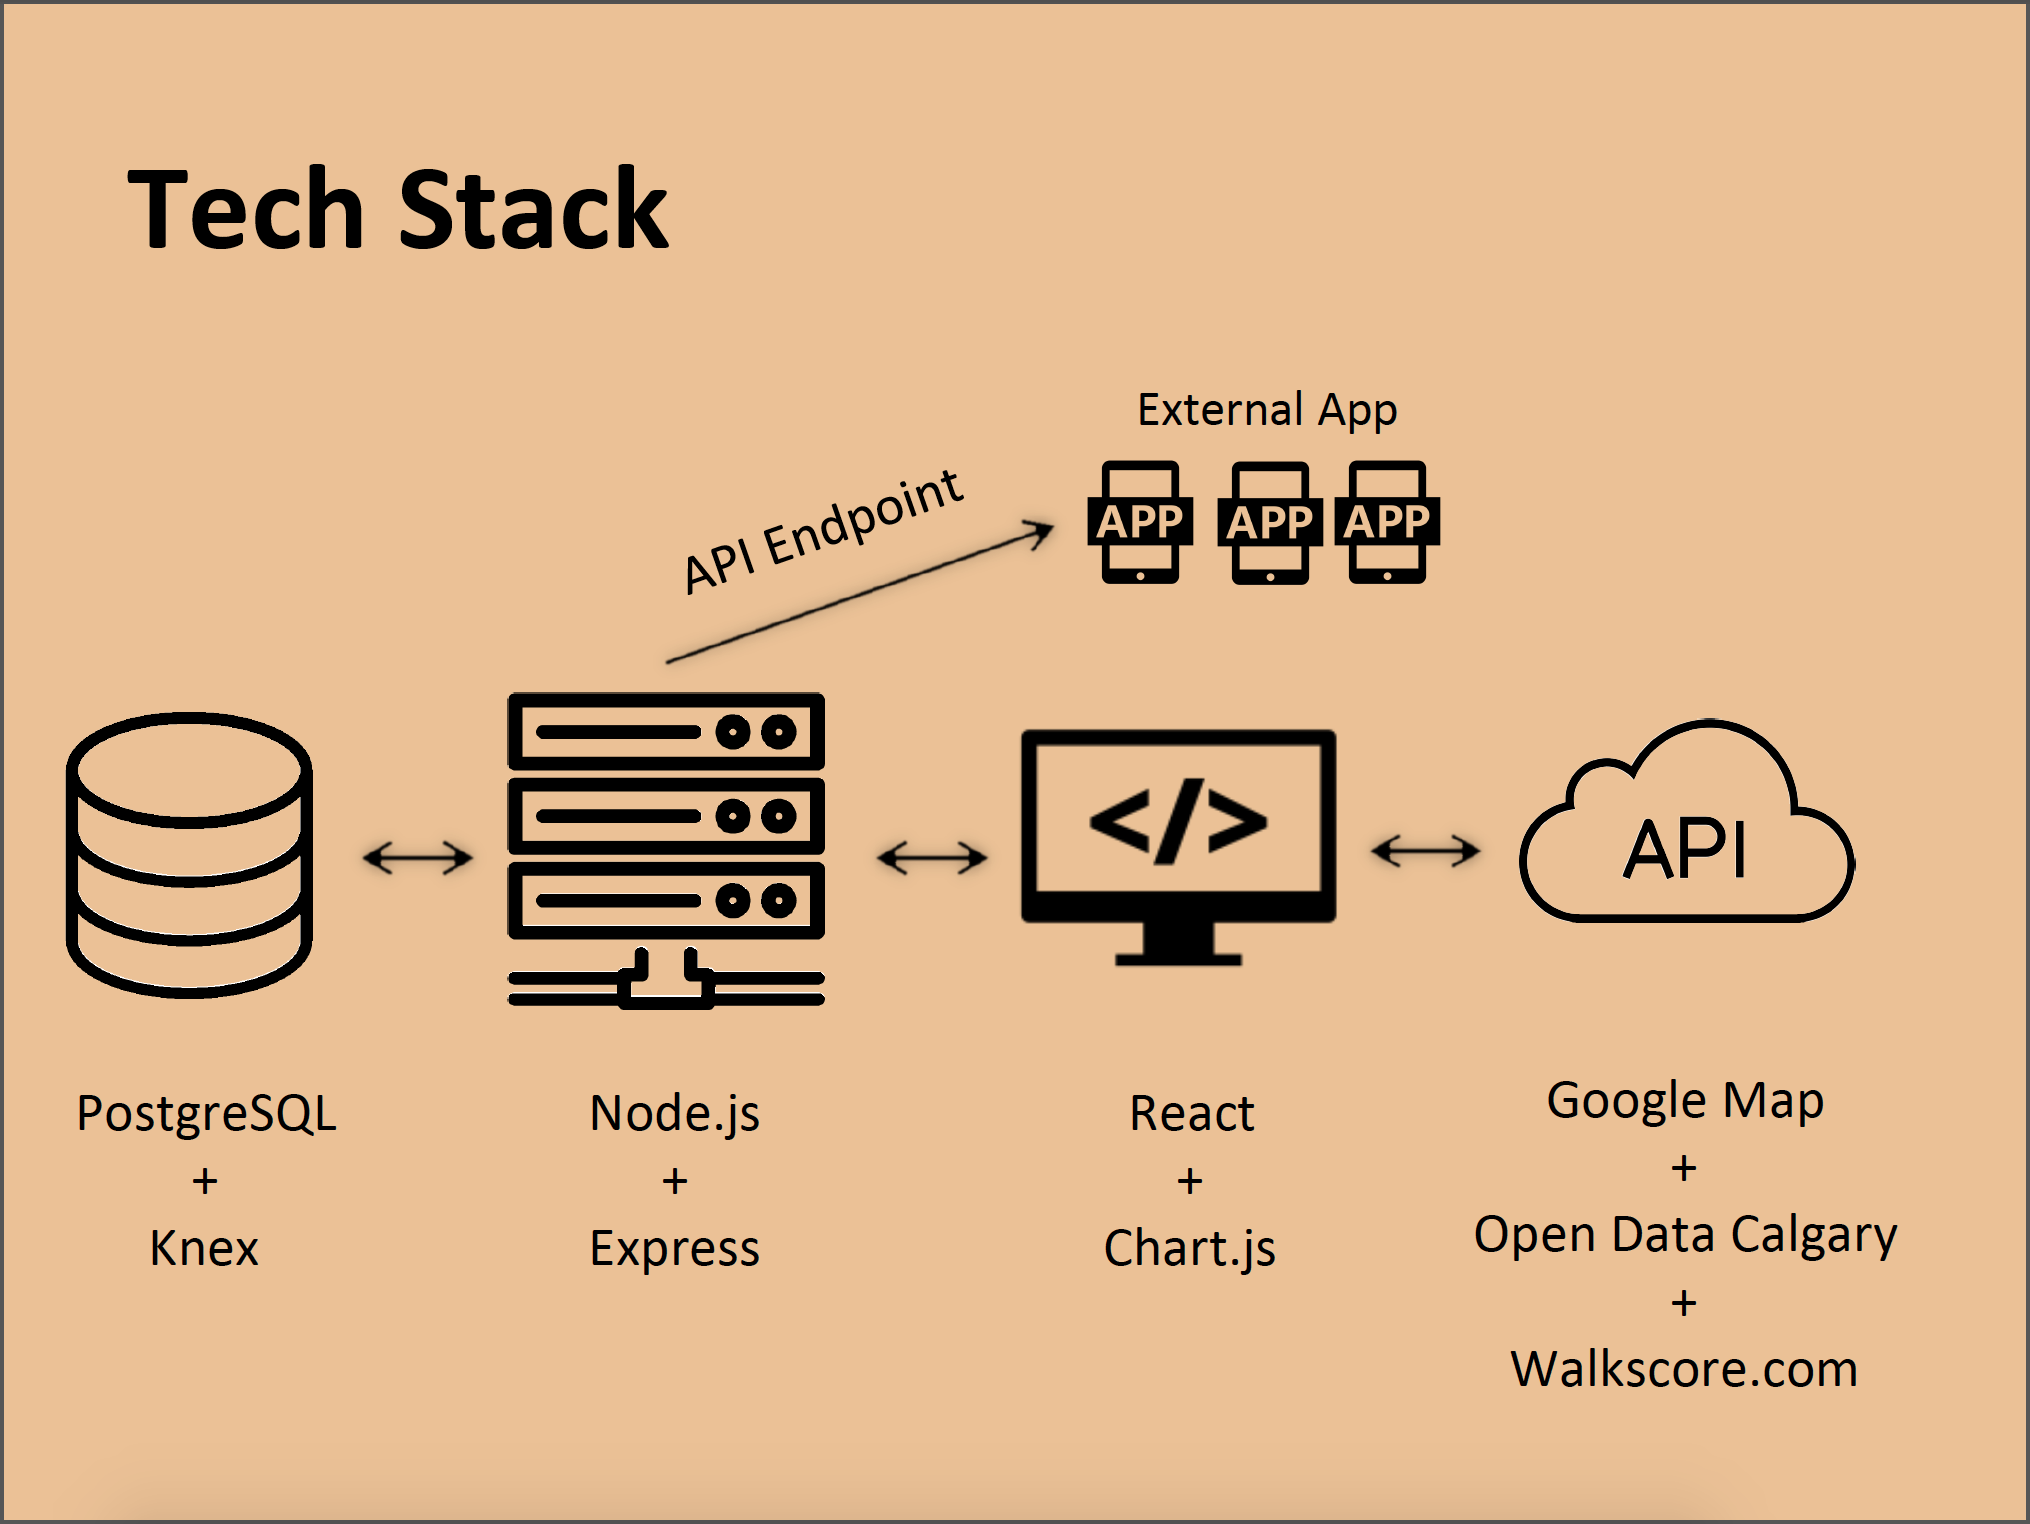 Tech Stack
External App
API Endpoint
APP APP APP
</>
API
PostgreSQL
+
Knex
Node.js
+
Express
React
+
Chart.js
Google Map
+
Open Data Calgary
+
Walkscore.com